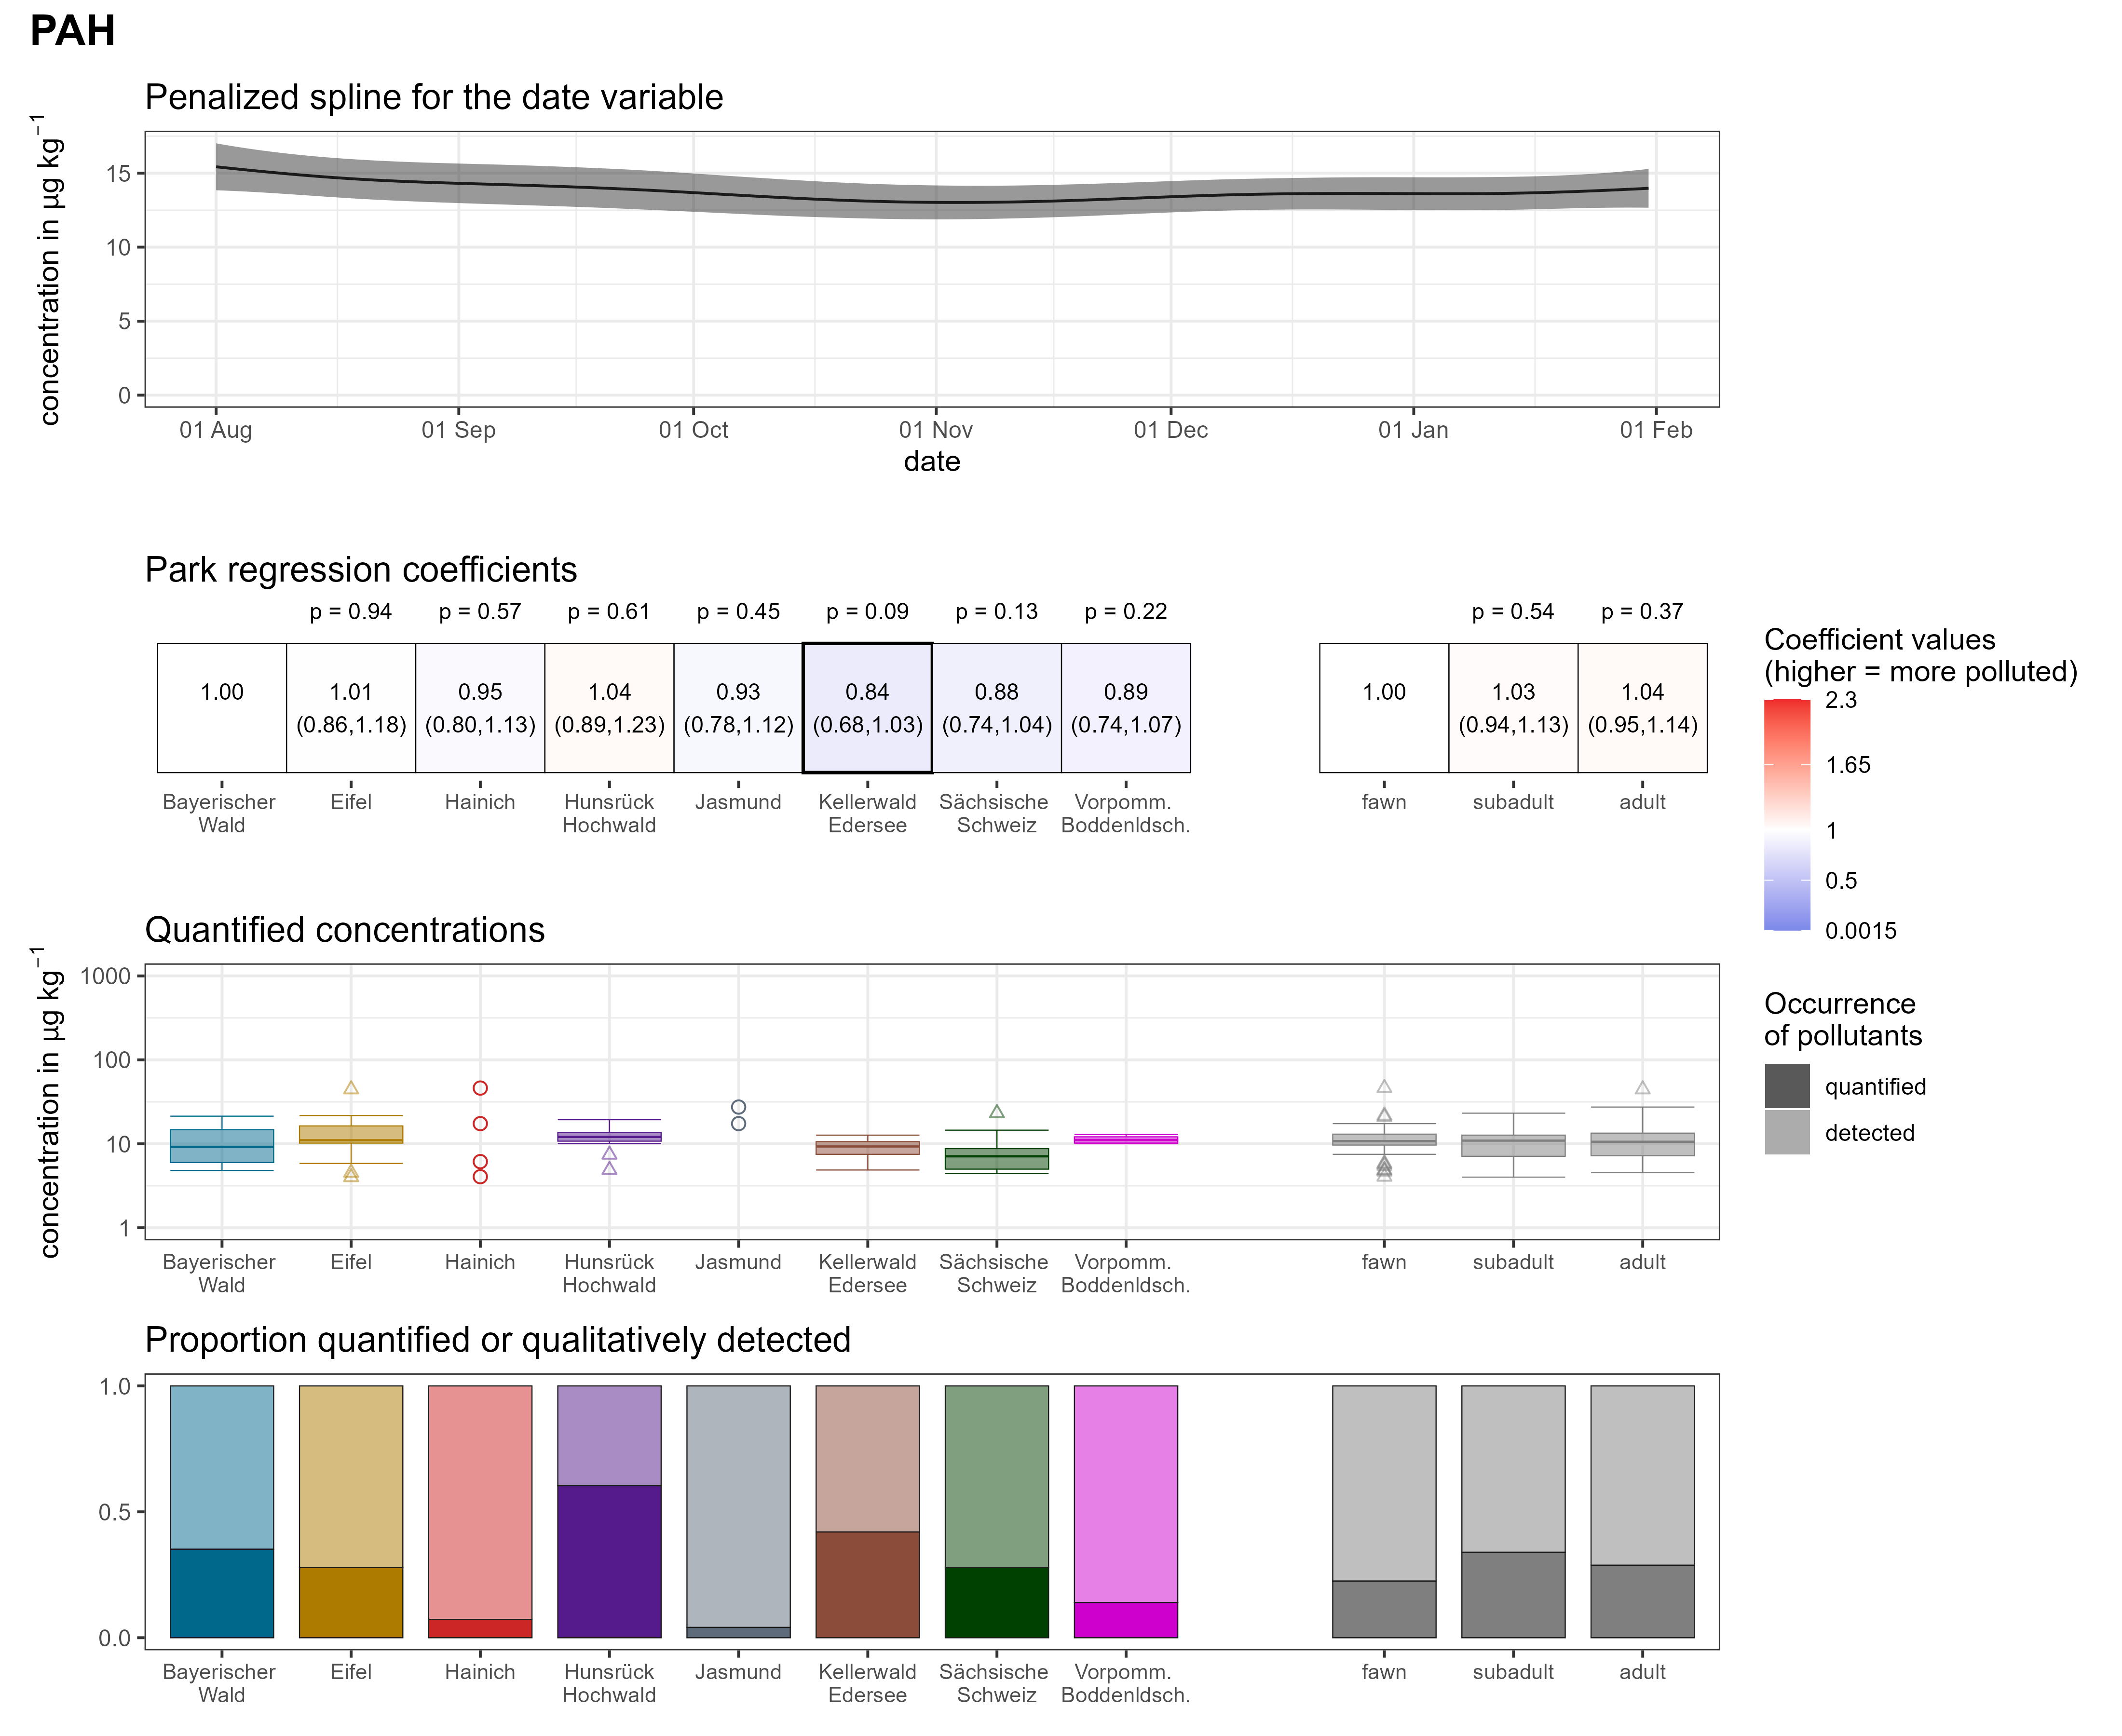 PAH
Penalized spline for the date variable
concentration in µg kg⁻¹
15
10
5
0
01 Aug 01 Sep 01 Oct 01 Nov 01 Dec 01 Jan 01 Feb
date
Park regression coefficients
p = 0.94 p = 0.57 p = 0.61 p = 0.45 p = 0.09 p = 0.13 p = 0.22 p = 0.54 p = 0.37
1.00 1.01 0.95 1.04 0.93 0.84 0.88 0.89 1.00 1.03 1.04
(0.86,1.18) (0.80,1.13) (0.89,1.23) (0.78,1.12) (0.68,1.03) (0.74,1.04) (0.74,1.07) (0.94,1.13) (0.95,1.14)
Bayerischer Eifel Hainich Hunsrück Jasmund Kellerwald Sächsische Vorpomm. fawn subadult adult
Wald Hochwald Edersee Schweiz Boddenldsch.
Coefficient values
(higher = more polluted)
2.3
1.65
1
0.5
0.0015
Quantified concentrations
concentration in µg kg⁻¹
1000
100
10
1
Bayerischer Eifel Hainich Hunsrück Jasmund Kellerwald Sächsische Vorpomm. fawn subadult adult
Wald Hochwald Edersee Schweiz Boddenldsch.
Occurrence
of pollutants
quantified
detected
Proportion quantified or qualitatively detected
1.0
0.5
0.0
Bayerischer Eifel Hainich Hunsrück Jasmund Kellerwald Sächsische Vorpomm. fawn subadult adult
Wald Hochwald Edersee Schweiz Boddenldsch.